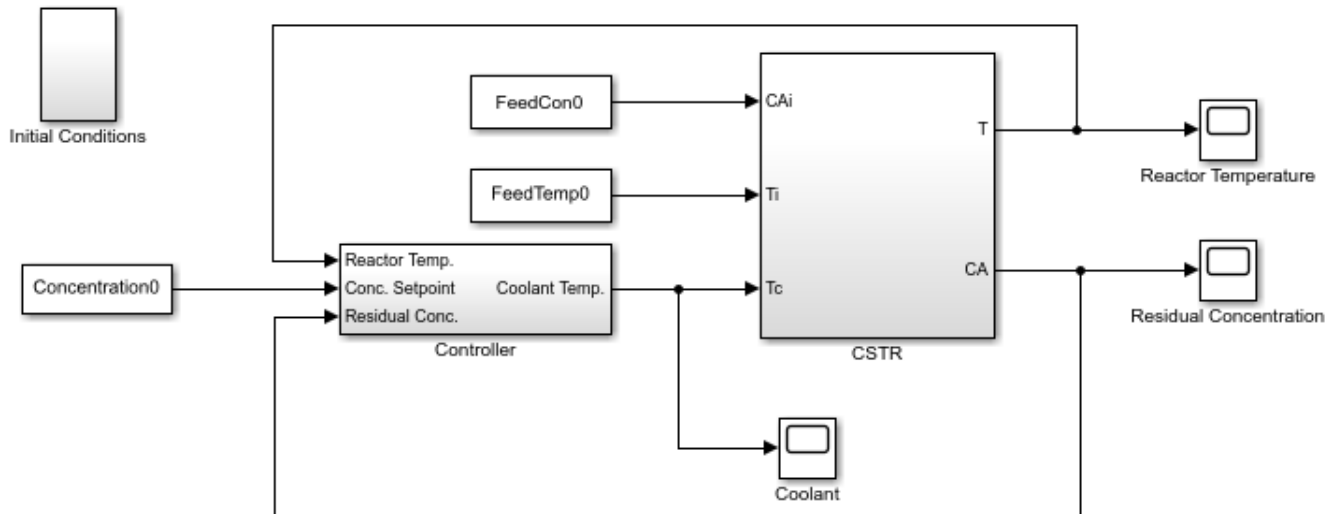 Initial Conditions
FeedCon0
FeedTemp0
Concentration0
Reactor Temp.
Conc. Setpoint
Residual Conc.
Coolant Temp.
Controller
CAi
Ti
Tc
T
CA
CSTR
Reactor Temperature
Residual Concentration
Coolant